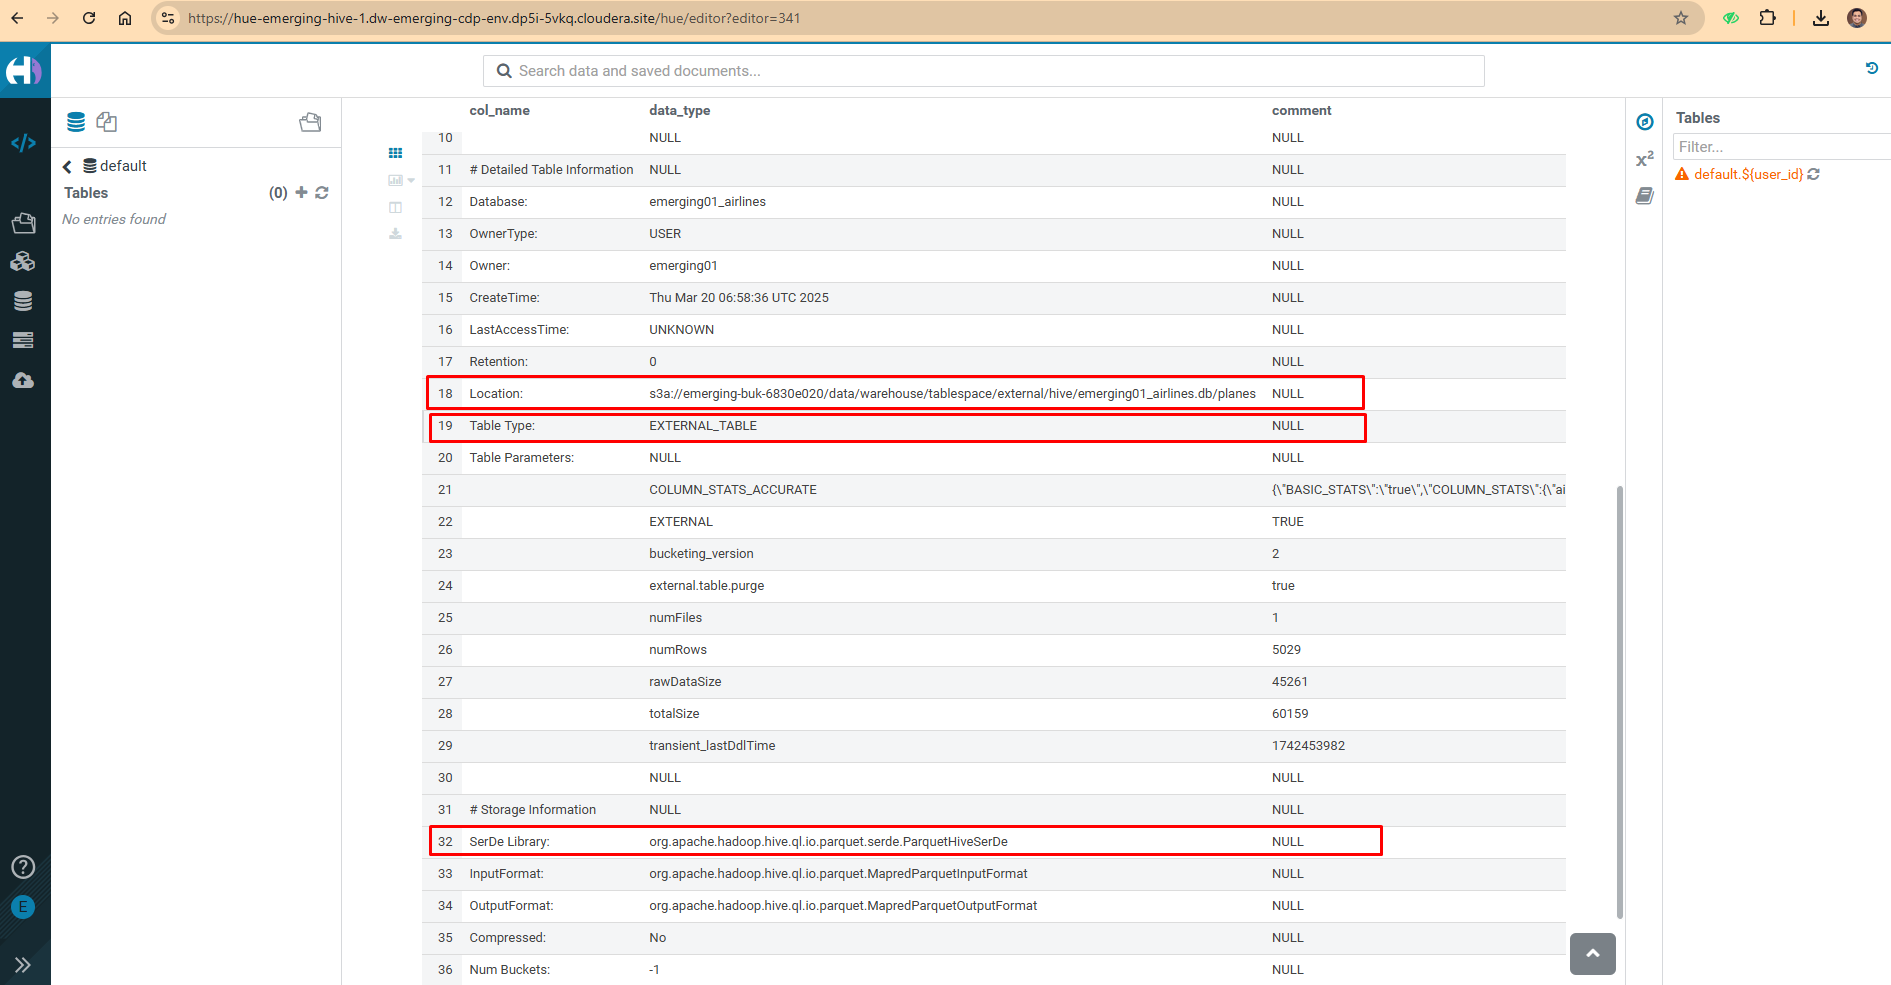 https://hue-emerging-hive-1.dw-emerging-cdp-env.dp5i-5vkq.cloudera.site/hue/editor?editor=341
Search data and saved documents...
default
Tables (0)
No entries found
col_name data_type comment
10 NULL NULL
11 # Detailed Table Information NULL NULL
12 Database: emerging01_airlines NULL
13 OwnerType: USER NULL
14 Owner: emerging01 NULL
15 CreateTime: Thu Mar 20 06:58:36 UTC 2025 NULL
16 LastAccessTime: UNKNOWN NULL
17 Retention: 0 NULL
18 Location: s3a://emerging-buk-6830e020/data/warehouse/tablespace/external/hive/emerging01_airlines.db/planes NULL
19 Table Type: EXTERNAL_TABLE NULL
20 Table Parameters: NULL NULL
21 COLUMN_STATS_ACCURATE {\"BASIC_STATS\":\"true\",\"COLUMN_STATS\":{\"ai
22 EXTERNAL TRUE
23 bucketing_version 2
24 external.table.purge true
25 numFiles 1
26 numRows 5029
27 rawDataSize 45261
28 totalSize 60159
29 transient_lastDdlTime 1742453982
30 NULL NULL
31 # Storage Information NULL NULL
32 SerDe Library: org.apache.hadoop.hive.ql.io.parquet.serde.ParquetHiveSerDe NULL
33 InputFormat: org.apache.hadoop.hive.ql.io.parquet.MapredParquetInputFormat NULL
34 OutputFormat: org.apache.hadoop.hive.ql.io.parquet.MapredParquetOutputFormat NULL
35 Compressed: No NULL
36 Num Buckets: -1 NULL
Tables
Filter...
default.${user_id}
x²
E